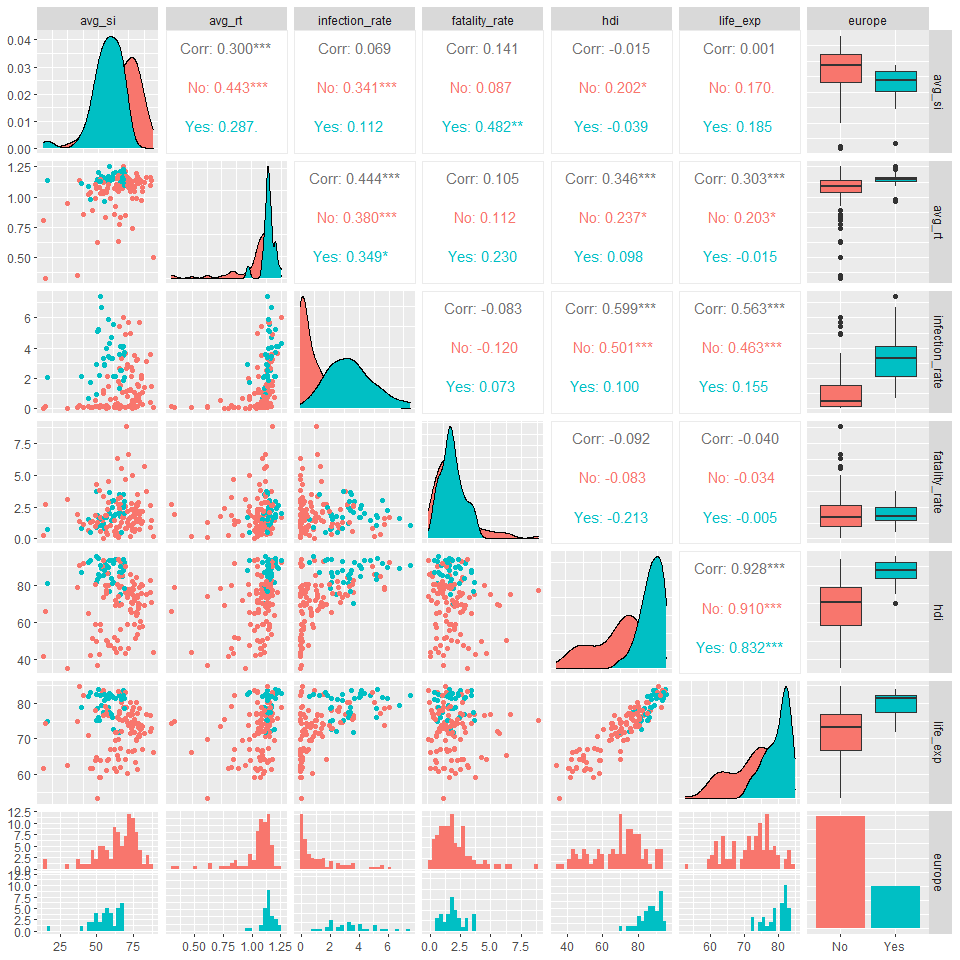 avg_si avg_rt infection_rate fatality_rate hdi life_exp europe
0.04 Corr: 0.300*** Corr: 0.069 Corr: 0.141 Corr: -0.015 Corr: 0.001
0.03
0.02 No: 0.443*** No: 0.341*** No: 0.087 No: 0.202* No: 0.170. avg_si
0.01 Yes: 0.287. Yes: 0.112 Yes: 0.482** Yes: -0.039 Yes: 0.185
0.00
1.25 Corr: 0.444*** Corr: 0.105 Corr: 0.346*** Corr: 0.303***
1.00 No: 0.380*** No: 0.112 No: 0.237* No: 0.203* avg_rt
0.75
0.50 Yes: 0.349* Yes: 0.230 Yes: 0.098 Yes: -0.015
6 Corr: -0.083 Corr: 0.599*** Corr: 0.563***
4 No: -0.120 No: 0.501*** No: 0.463*** infection_rate
2 Yes: 0.073 Yes: 0.100 Yes: 0.155
0
7.5 Corr: -0.092 Corr: -0.040
5.0 No: -0.083 No: -0.034 fatality_rate
2.5 Yes: -0.213 Yes: -0.005
0.0
80 Corr: 0.928***
60 No: 0.910*** hdi
40 Yes: 0.832***
80
70 life_exp
60
12.5
10.0
7.5
5.0
2.5
0.0 europe
12.5
10.0
7.5
5.0
2.5
0.0
25 50 75 0.50 0.75 1.00 1.25 0 2 4 6 0.0 2.5 5.0 7.5 40 60 80 60 70 80 No Yes